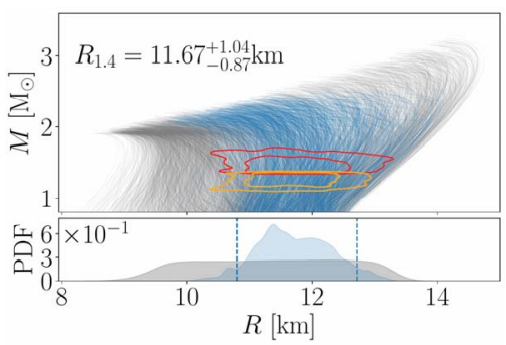 R₁.₄ = 11.67⁺¹·⁰⁴₋₀.₈₇km
M [M⊙]
3
2
1
PDF
×10⁻¹
6
3
0
8 10 12 14
R [km]